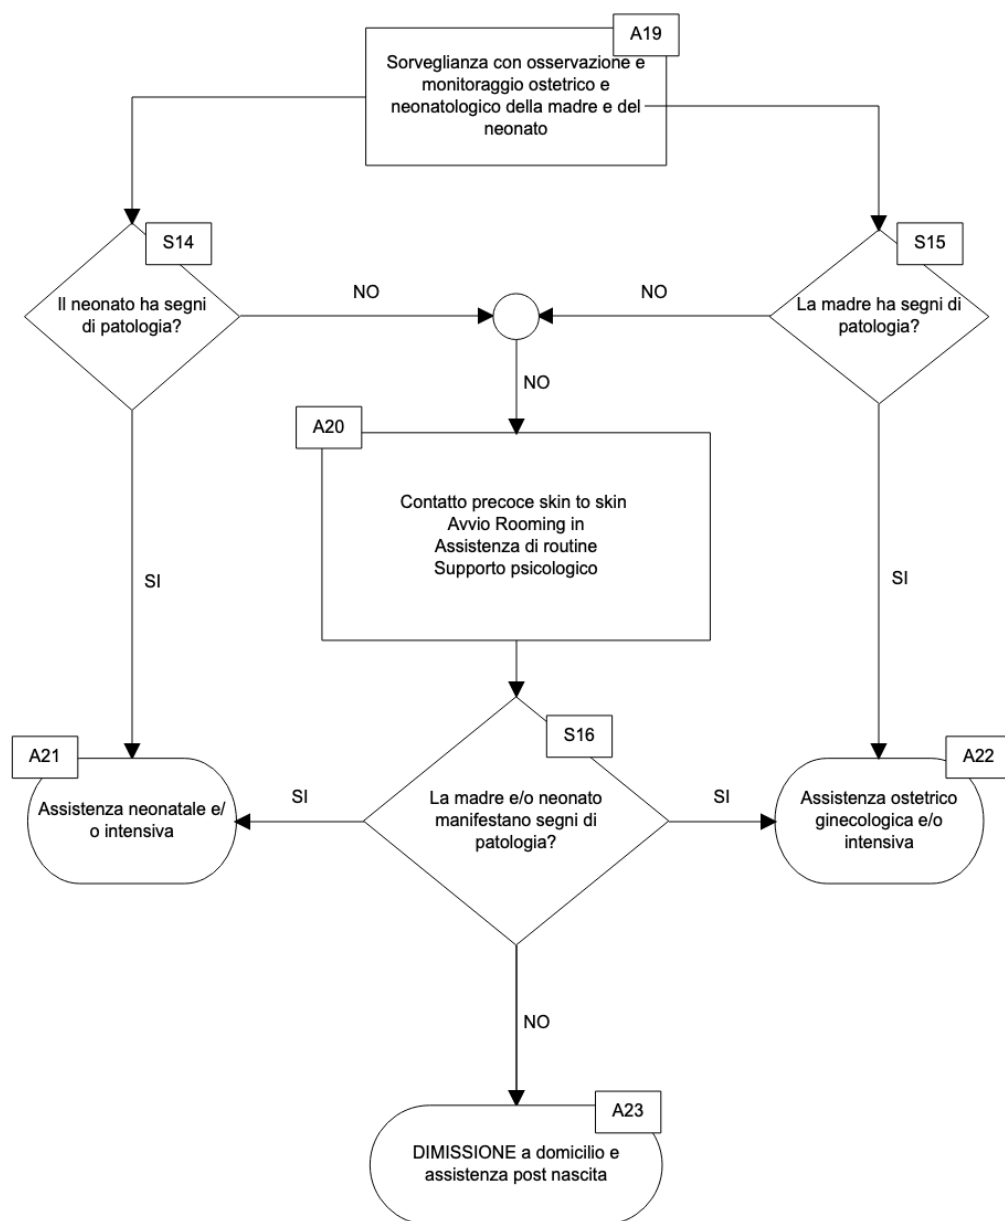 A19
Sorveglianza con osservazione e
monitoraggio ostetrico e
neonatologico della madre e del
neonato
S14
Il neonato ha segni
di patologia?
NO
S15
La madre ha segni di
patologia?
NO
NO
A20
Contatto precoce skin to skin
Avvio Rooming in
Assistenza di routine
Supporto psicologico
SI
SI
A21
Assistenza neonatale e/
o intensiva
SI
S16
La madre e/o neonato
manifestano segni di
patologia?
SI
A22
Assistenza ostetrico
ginecologica e/o
intensiva
NO
A23
DIMISSIONE a domicilio e
assistenza post nascita